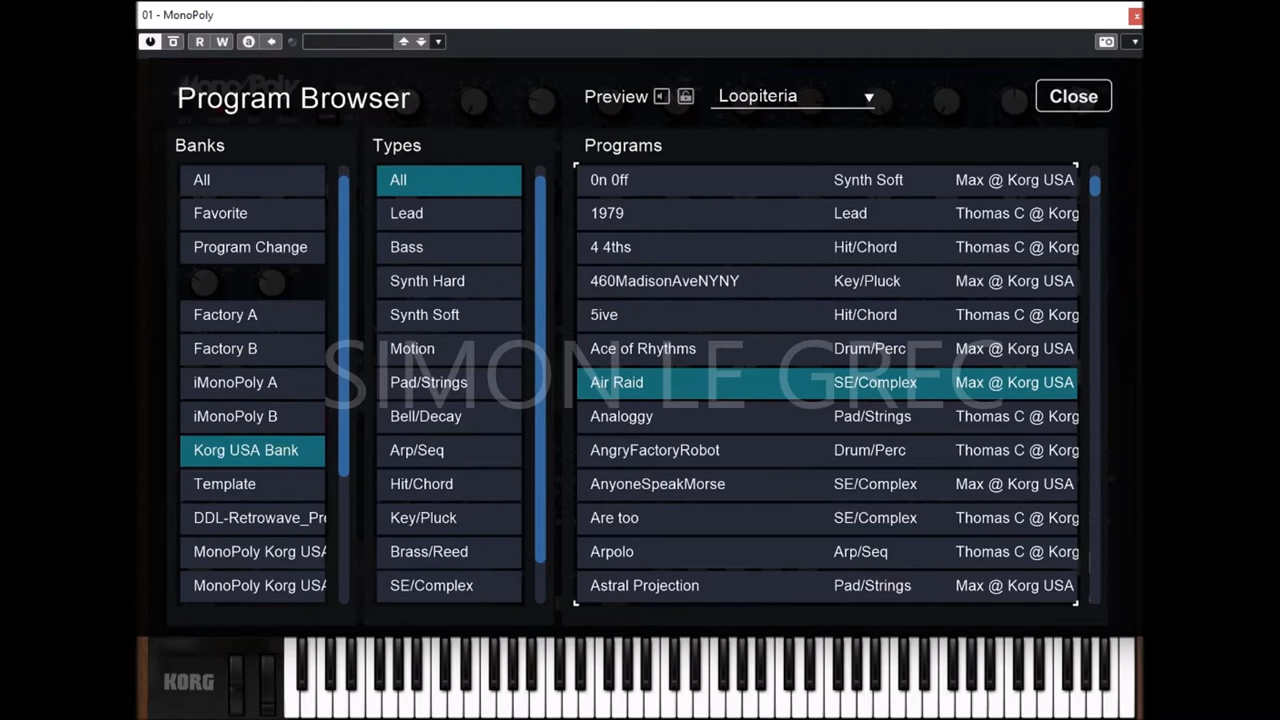 01 - MonoPoly
R W a
Mono/Poly
Program Browser
Preview Loopiteria Close
Banks Types Programs
All All 0n 0ff Synth Soft Max @ Korg USA
Favorite Lead 1979 Lead Thomas C @ Korg
Program Change Bass 4 4ths Hit/Chord Thomas C @ Korg
Synth Hard 460MadisonAveNYNY Key/Pluck Thomas C @ Korg
Factory A Synth Soft 5ive Hit/Chord Thomas C @ Korg
Factory B Motion Ace of Rhythms Drum/Perc Thomas C @ Korg
iMonoPoly A Pad/Strings Air Raid SE/Complex Max @ Korg USA
iMonoPoly B Bell/Decay Analoggy Pad/Strings Thomas C @ Korg
Korg USA Bank Arp/Seq AngryFactoryRobot Drum/Perc Max @ Korg USA
Template Hit/Chord AnyoneSpeakMorse SE/Complex Max @ Korg USA
DDL-Retrowave_Pr Key/Pluck Are too SE/Complex Thomas C @ Korg
MonoPoly Korg USA Brass/Reed Arpolo Arp/Seq Thomas C @ Korg
MonoPoly Korg USA SE/Complex Astral Projection Pad/Strings Max @ Korg USA
SIMON LE GREC
KORG